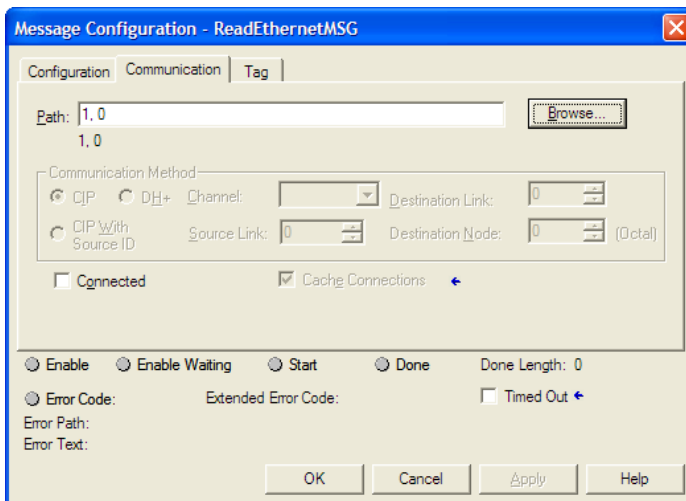 Message Configuration - ReadEthernetMSG
Configuration Communication Tag
Path: 1, 0 Browse...
1, 0
Communication Method
CIP DH+ Channel: Destination Link: 0
CIP With Source ID Source Link: 0 Destination Node: 0 (Octal)
Connected Cache Connections
Enable Enable Waiting Start Done Done Length: 0
Error Code: Extended Error Code: Timed Out
Error Path:
Error Text:
OK Cancel Apply Help